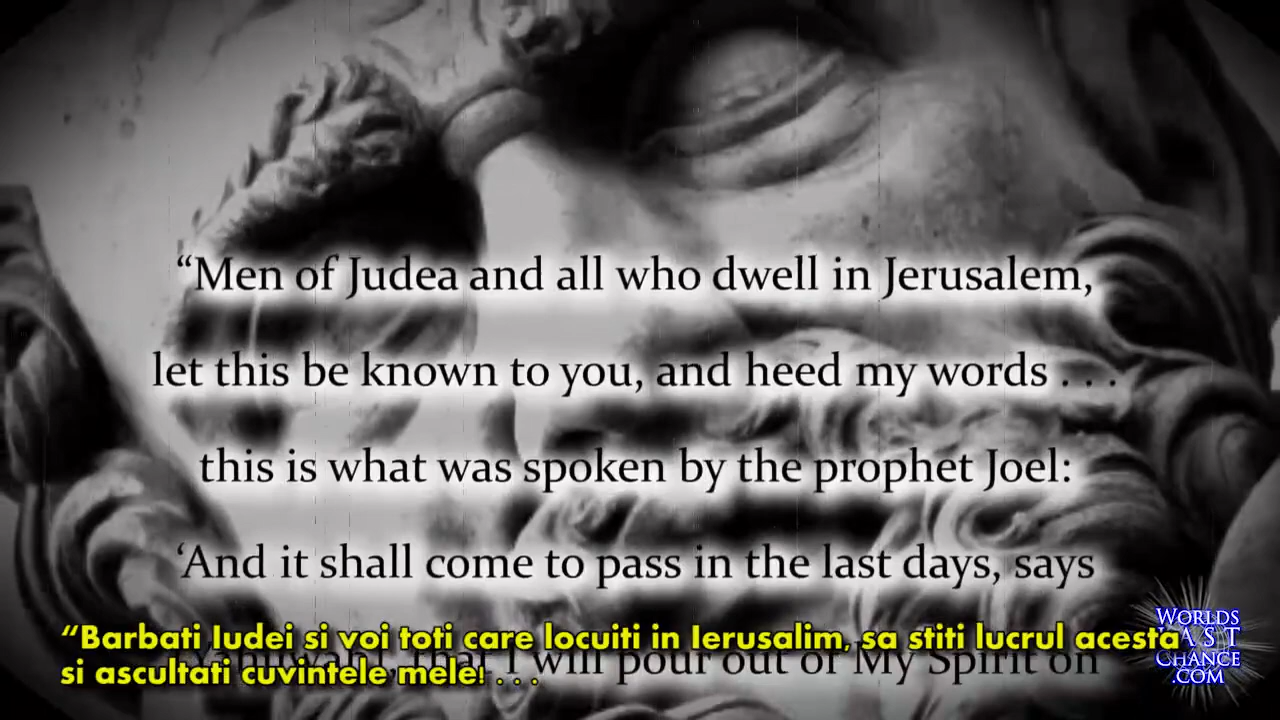 “Men of Judea and all who dwell in Jerusalem,
let this be known to you, and heed my words . . .
this is what was spoken by the prophet Joel:
‘And it shall come to pass in the last days, says
I will pour out of My Spirit on
“Barbati Iudei si voi toti care locuiti in Ierusalim, sa stiti lucrul acesta
si ascultati cuvintele mele! . . .
WORLDS
LAST
CHANCE
.COM